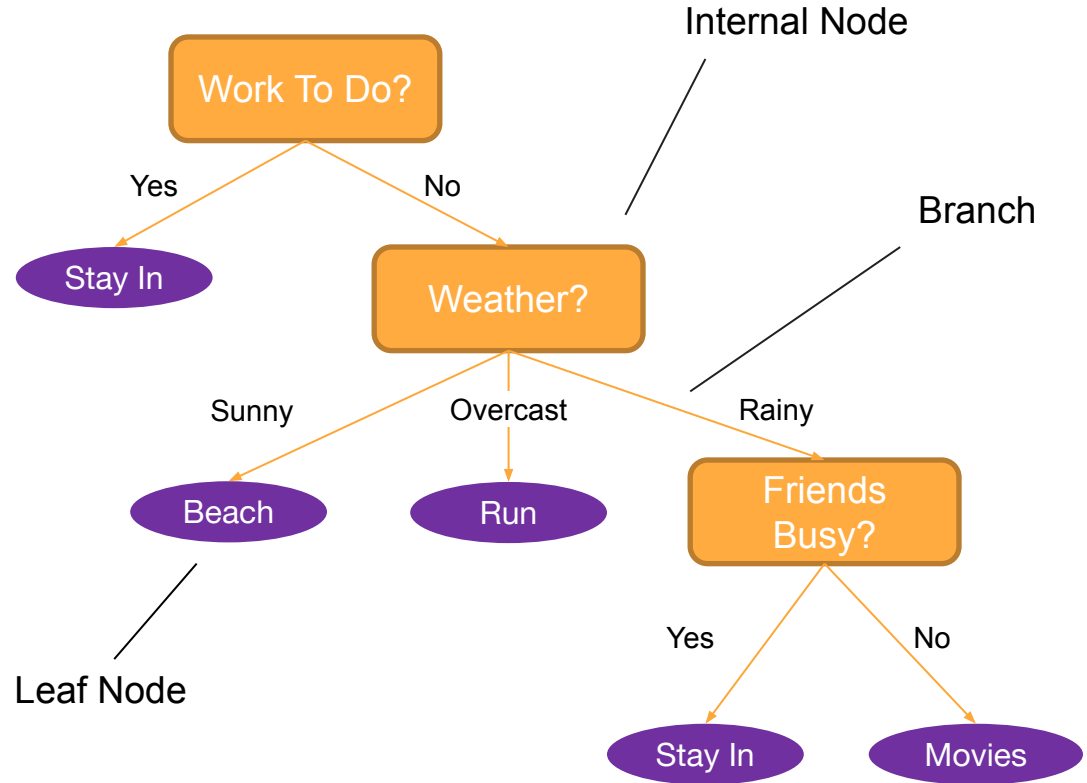 Internal Node
Work To Do?
Yes
No
Branch
Stay In
Weather?
Sunny
Overcast
Rainy
Beach
Run
Friends
Busy?
Yes
No
Leaf Node
Stay In
Movies